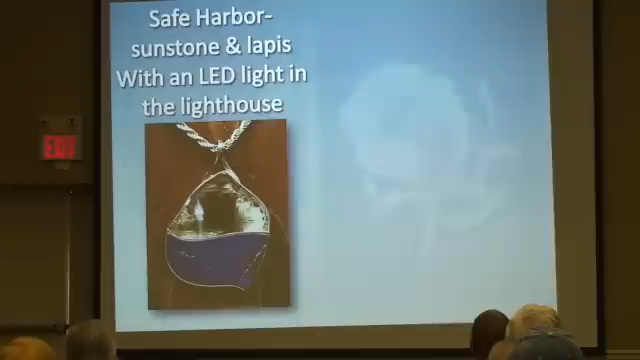 Safe Harbor-
sunstone & lapis
With an LED light in
the lighthouse
EXIT